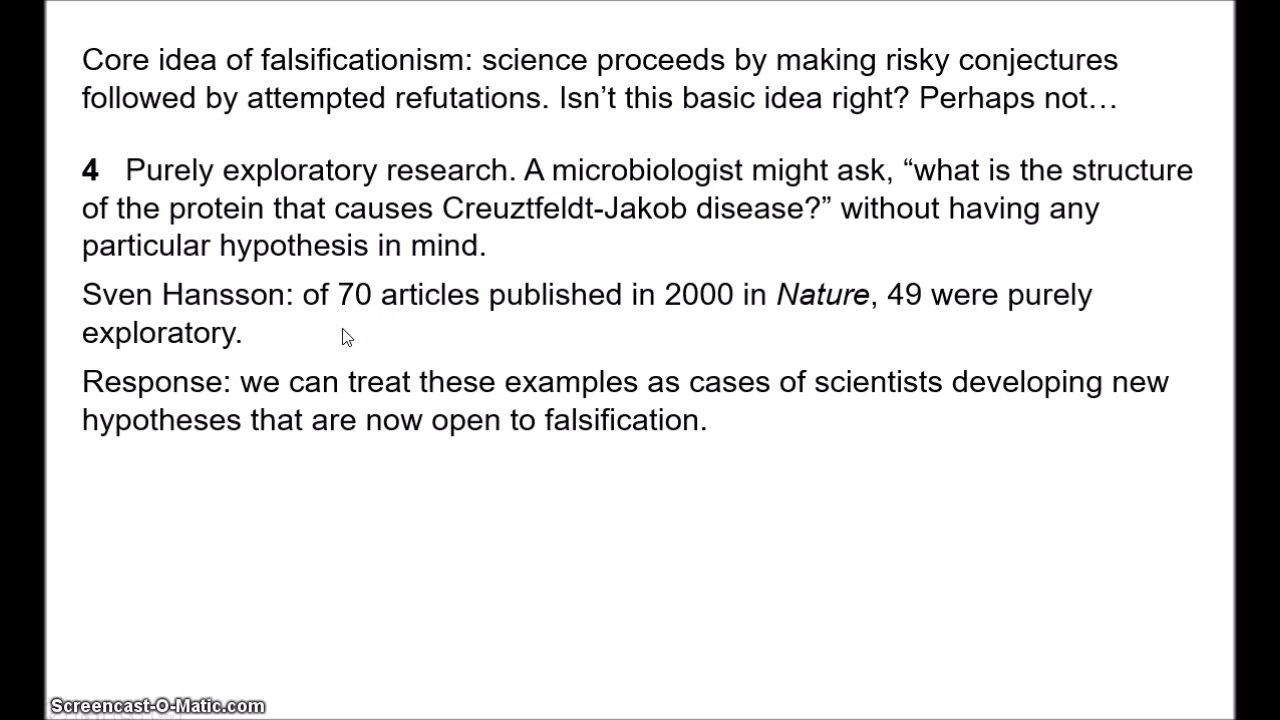 Core idea of falsificationism: science proceeds by making risky conjectures
followed by attempted refutations. Isn’t this basic idea right? Perhaps not…
4 Purely exploratory research. A microbiologist might ask, “what is the structure
of the protein that causes Creuztfeldt-Jakob disease?” without having any
particular hypothesis in mind.
Sven Hansson: of 70 articles published in 2000 in Nature, 49 were purely
exploratory.
Response: we can treat these examples as cases of scientists developing new
hypotheses that are now open to falsification.
Screencast-O-Matic.com